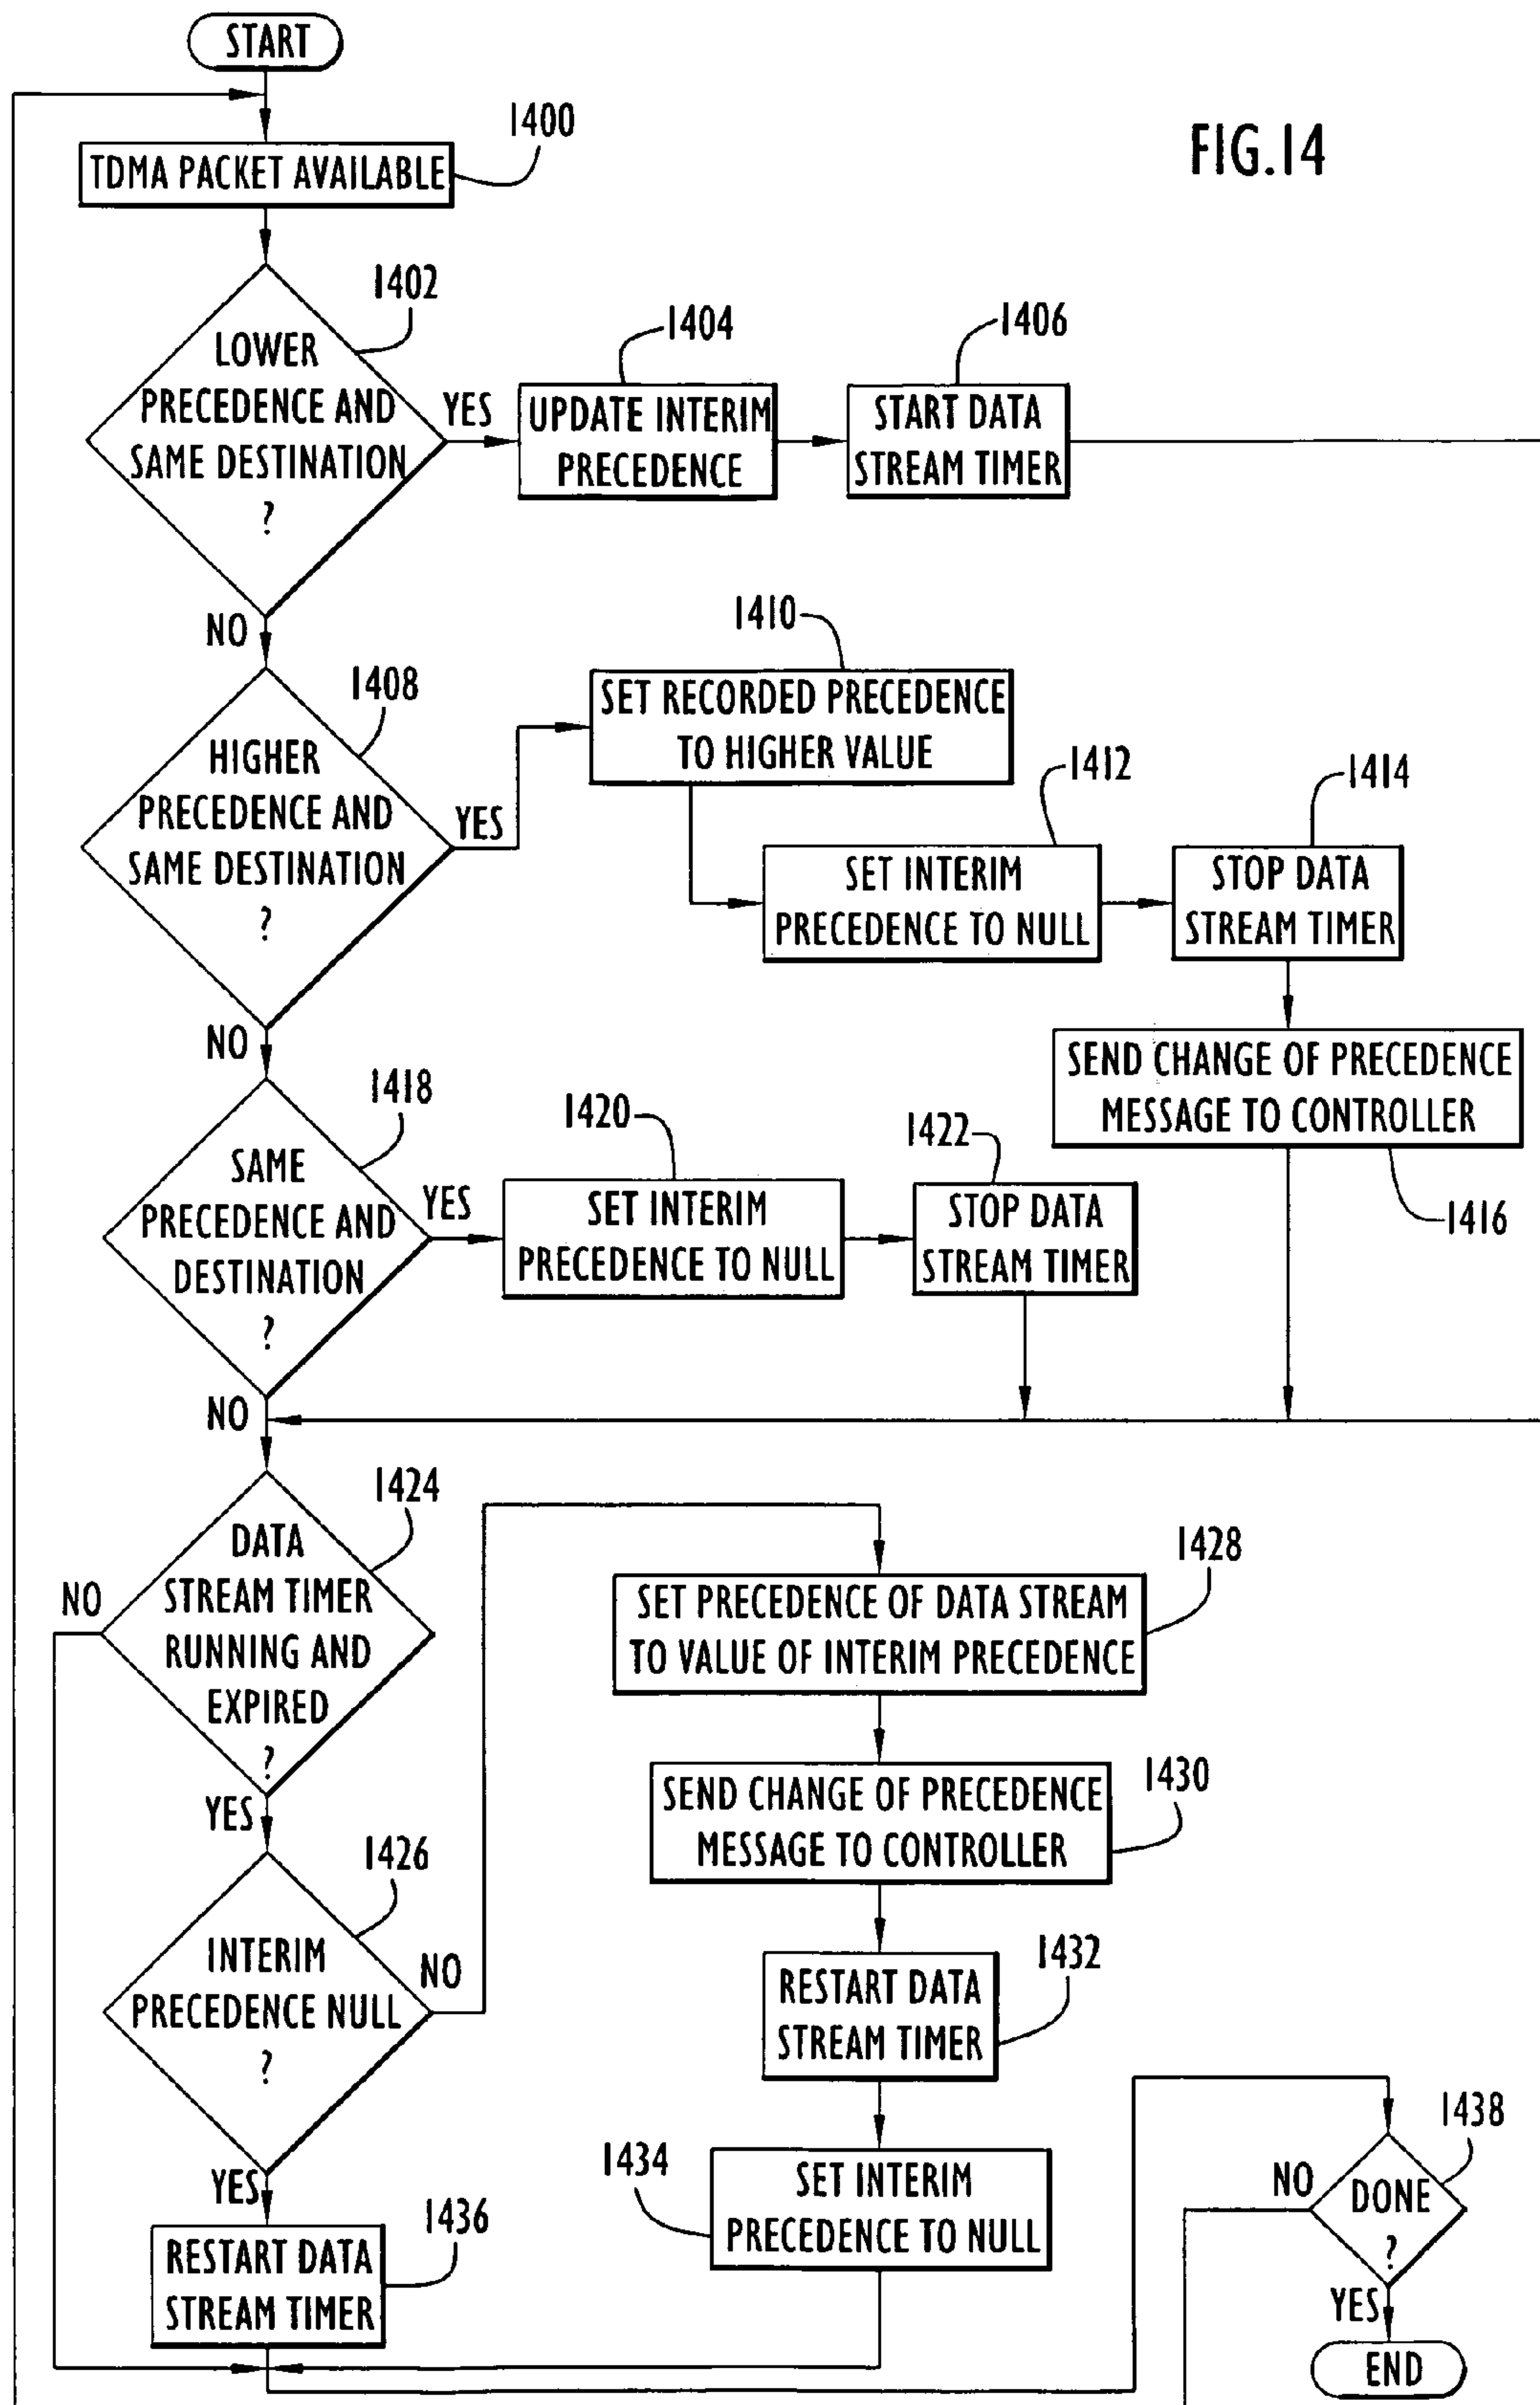 START
FIG.14
1400
TDMA PACKET AVAILABLE
1402
LOWER
PRECEDENCE AND
SAME DESTINATION
?
YES
1404
UPDATE INTERIM
PRECEDENCE
1406
START DATA
STREAM TIMER
NO
1408
HIGHER
PRECEDENCE AND
SAME DESTINATION
?
YES
1410
SET RECORDED PRECEDENCE
TO HIGHER VALUE
1412
SET INTERIM
PRECEDENCE TO NULL
1414
STOP DATA
STREAM TIMER
SEND CHANGE OF PRECEDENCE
MESSAGE TO CONTROLLER
1416
NO
1418
SAME
PRECEDENCE AND
DESTINATION
?
YES
1420
SET INTERIM
PRECEDENCE TO NULL
1422
STOP DATA
STREAM TIMER
NO
1424
DATA
STREAM TIMER
RUNNING AND
EXPIRED
?
NO
YES
1426
INTERIM
PRECEDENCE NULL
?
NO
1428
SET PRECEDENCE OF DATA STREAM
TO VALUE OF INTERIM PRECEDENCE
1430
SEND CHANGE OF PRECEDENCE
MESSAGE TO CONTROLLER
1432
RESTART DATA
STREAM TIMER
1434
SET INTERIM
PRECEDENCE TO NULL
YES
1436
RESTART DATA
STREAM TIMER
1438
DONE
?
NO
YES
END